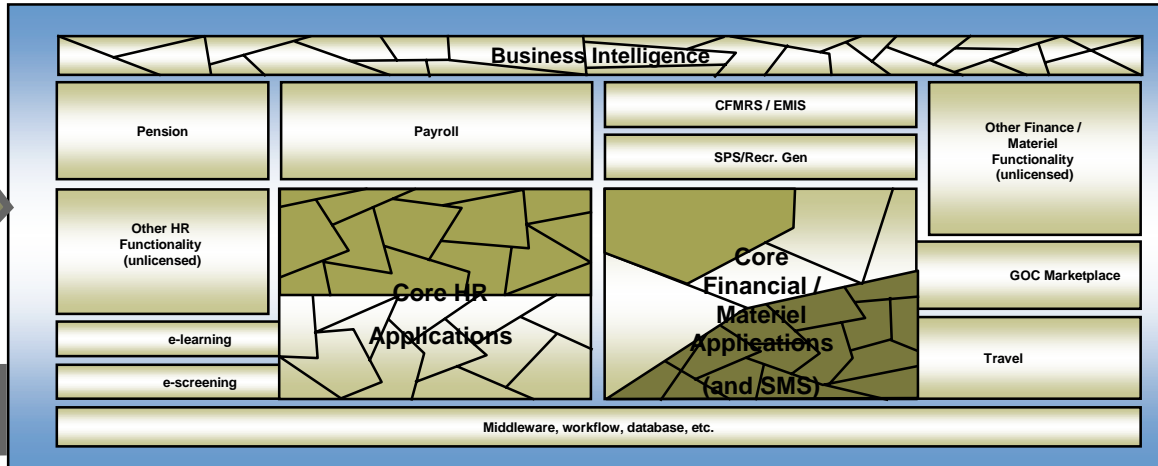 Business Intelligence
Pension
Payroll
CFMRS / EMIS
SPS/Recr. Gen
Other Finance /
Materiel
Functionality
(unlicensed)
Other HR
Functionality
(unlicensed)
Core HR
Applications
Core
Financial /
Materiel
Applications
(and SMS)
GOC Marketplace
e-learning
e-screening
Travel
Middleware, workflow, database, etc.